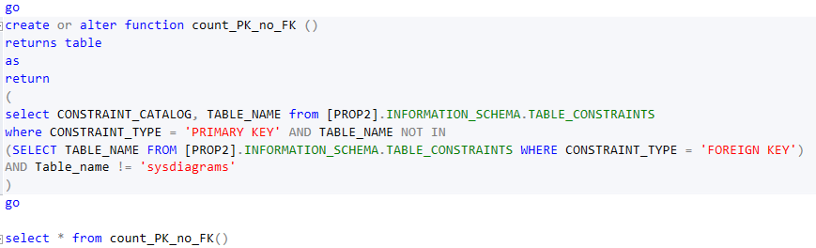 go
create or alter function count_PK_no_FK ()
returns table
as
return
(
select CONSTRAINT_CATALOG, TABLE_NAME from [PROP2].INFORMATION_SCHEMA.TABLE_CONSTRAINTS
where CONSTRAINT_TYPE = 'PRIMARY KEY' AND TABLE_NAME NOT IN
(SELECT TABLE_NAME FROM [PROP2].INFORMATION_SCHEMA.TABLE_CONSTRAINTS WHERE CONSTRAINT_TYPE = 'FOREIGN KEY')
AND Table_name != 'sysdiagrams'
)
go
select * from count_PK_no_FK()